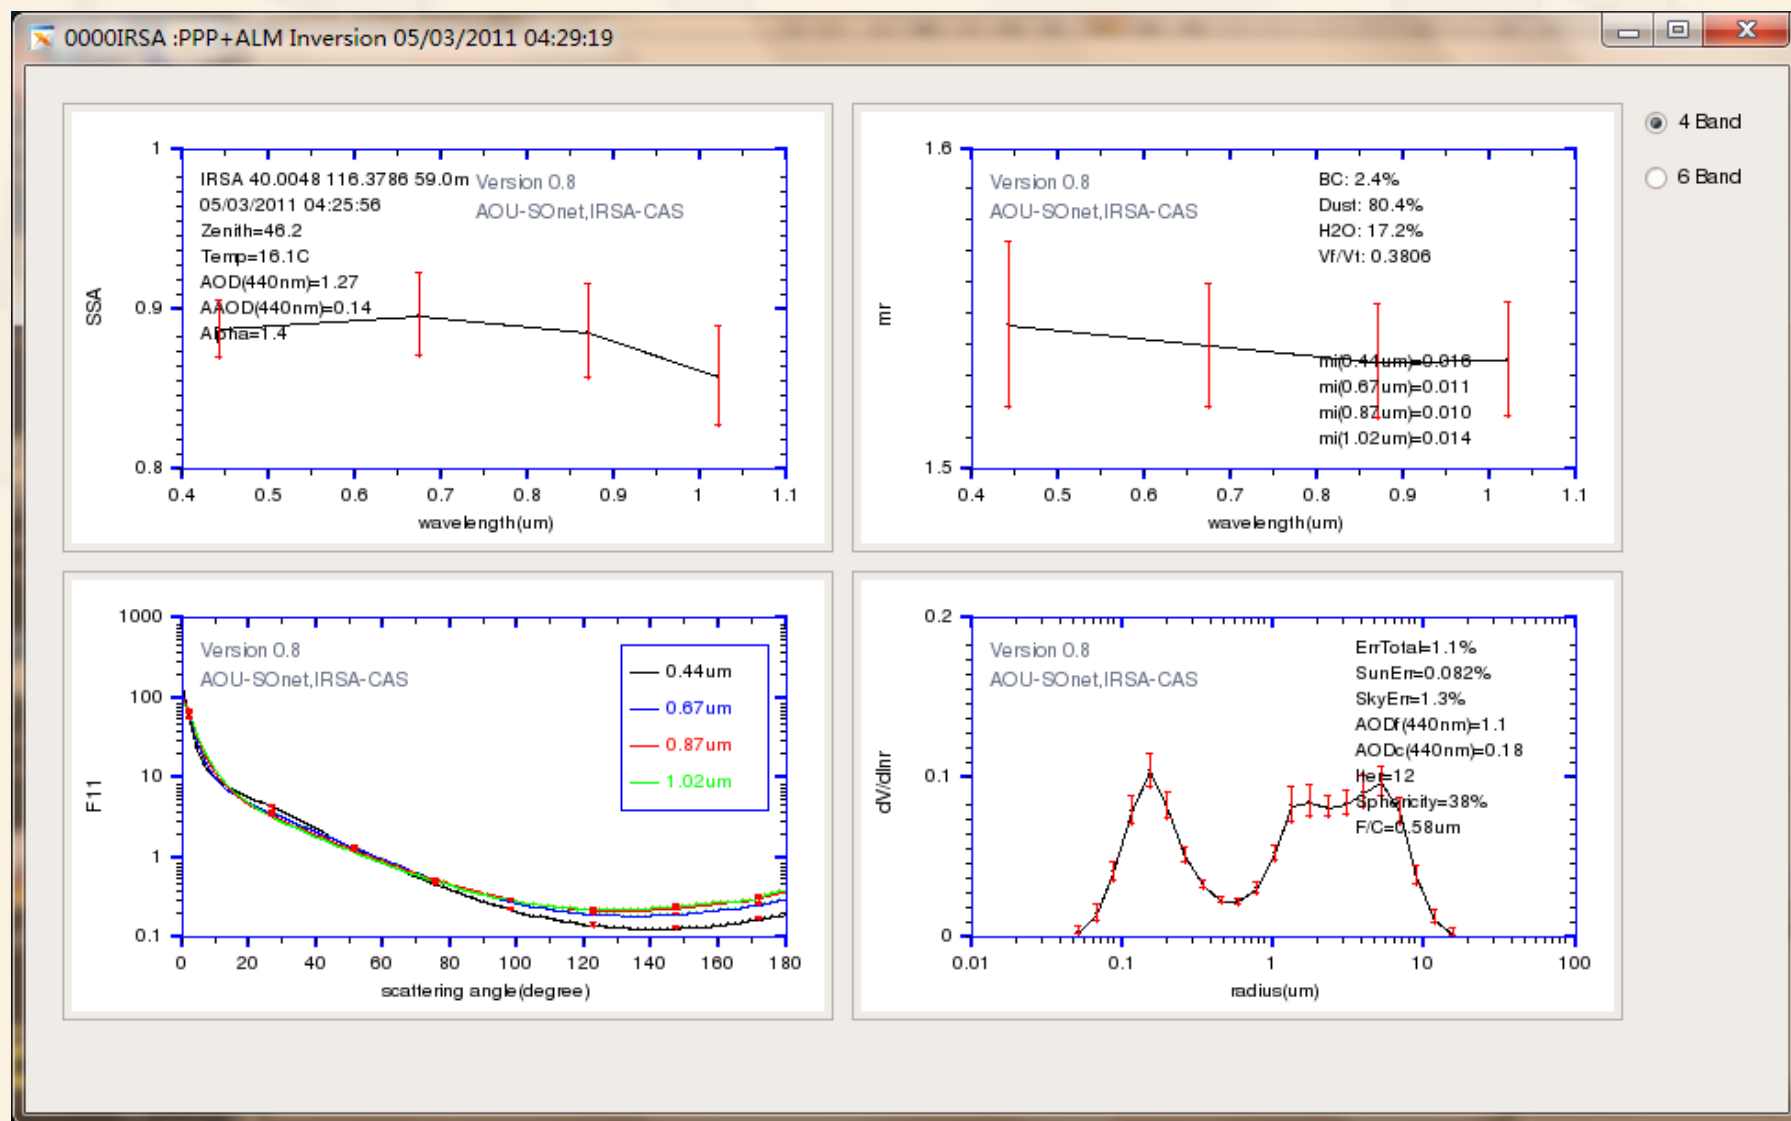 0000IRSA :PPP+ALM Inversion 05/03/2011 04:29:19
4 Band
6 Band
1
0.9
0.8
SSA
IRSA 40.0048 116.3786 59.0m
05/03/2011 04:25:56
Zenith=46.2
Temp=16.1C
AOD(440nm)=1.27
AAOD(440nm)=0.14
Alpha=1.4
Version 0.8
AOU-SOnet,IRSA-CAS
0.4 0.5 0.6 0.7 0.8 0.9 1 1.1
wavelength(um)
1.6
1.5
mr
Version 0.8
AOU-SOnet,IRSA-CAS
BC: 2.4%
Dust: 80.4%
H2O: 17.2%
Vf/Vt: 0.3806
mi(0.44um)=0.016
mi(0.67um)=0.011
mi(0.87um)=0.010
mi(1.02um)=0.014
0.4 0.5 0.6 0.7 0.8 0.9 1 1.1
wavelength(um)
1000
100
10
1
0.1
F11
Version 0.8
AOU-SOnet,IRSA-CAS
0.44um
0.67um
0.87um
1.02um
0 20 40 60 80 100 120 140 160 180
scattering angle(degree)
0.2
0.1
0
dV/dlnr
Version 0.8
AOU-SOnet,IRSA-CAS
ErrTotal=1.1%
SunErr=0.082%
SkyErr=1.3%
AODf(440nm)=1.1
AODc(440nm)=0.18
Iter=12
Sphericity=38%
F/C=0.58um
0.01 0.1 1 10 100
radius(um)